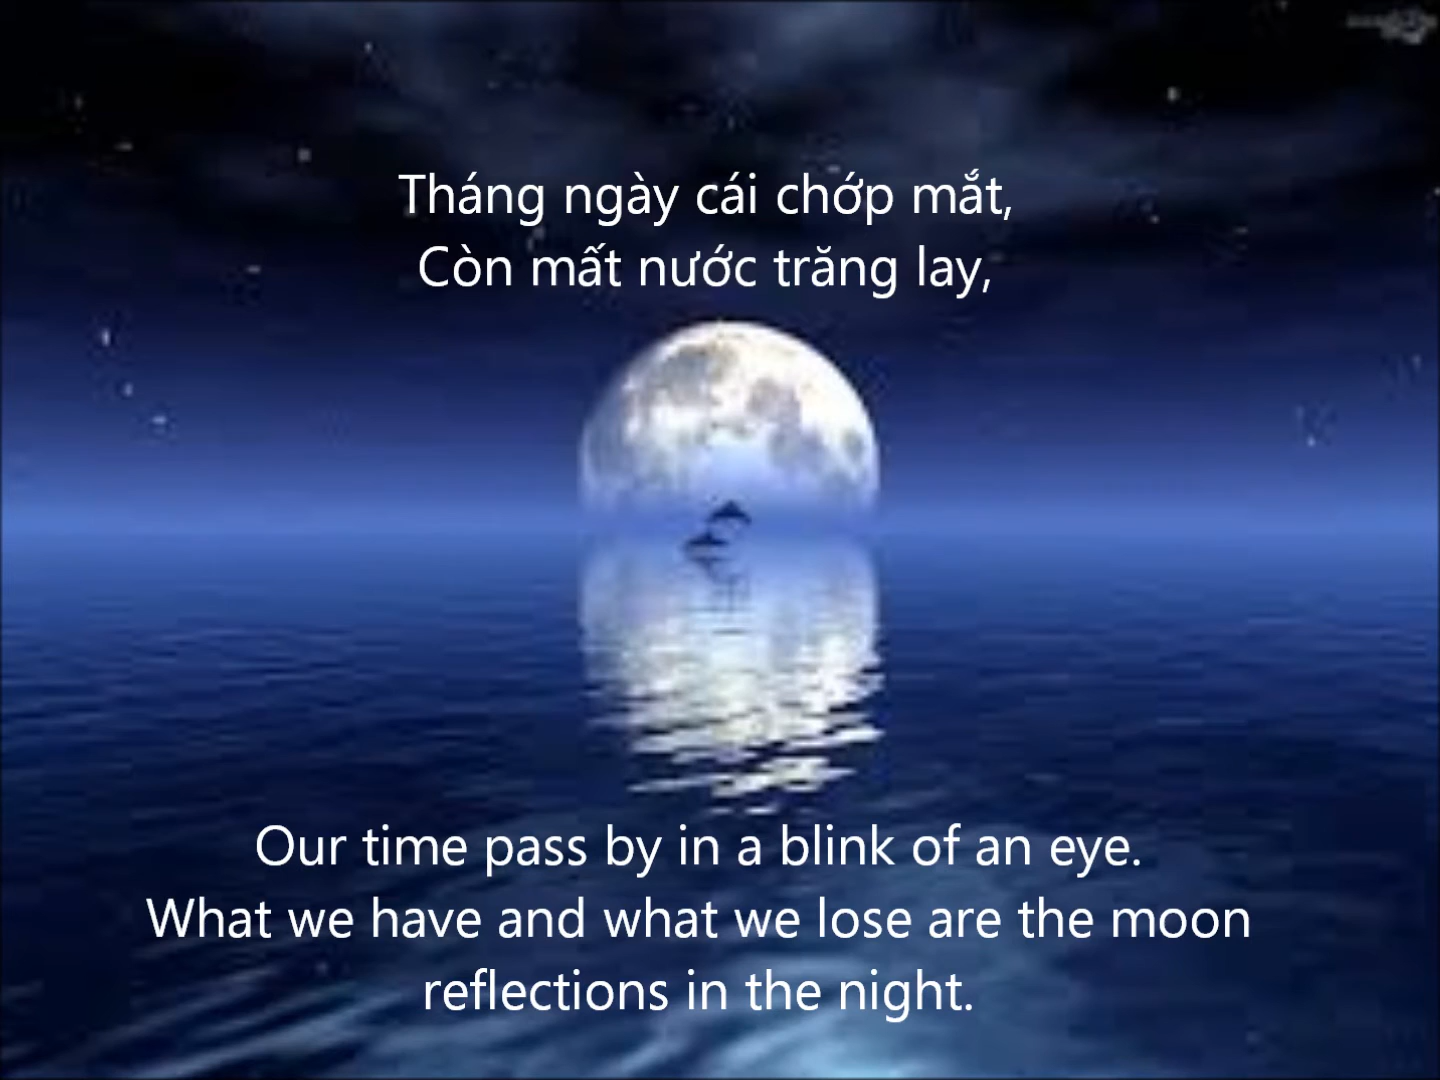 Tháng ngày cái chớp mắt,
Còn mất nước trăng lay,
Our time pass by in a blink of an eye.
What we have and what we lose are the moon
reflections in the night.